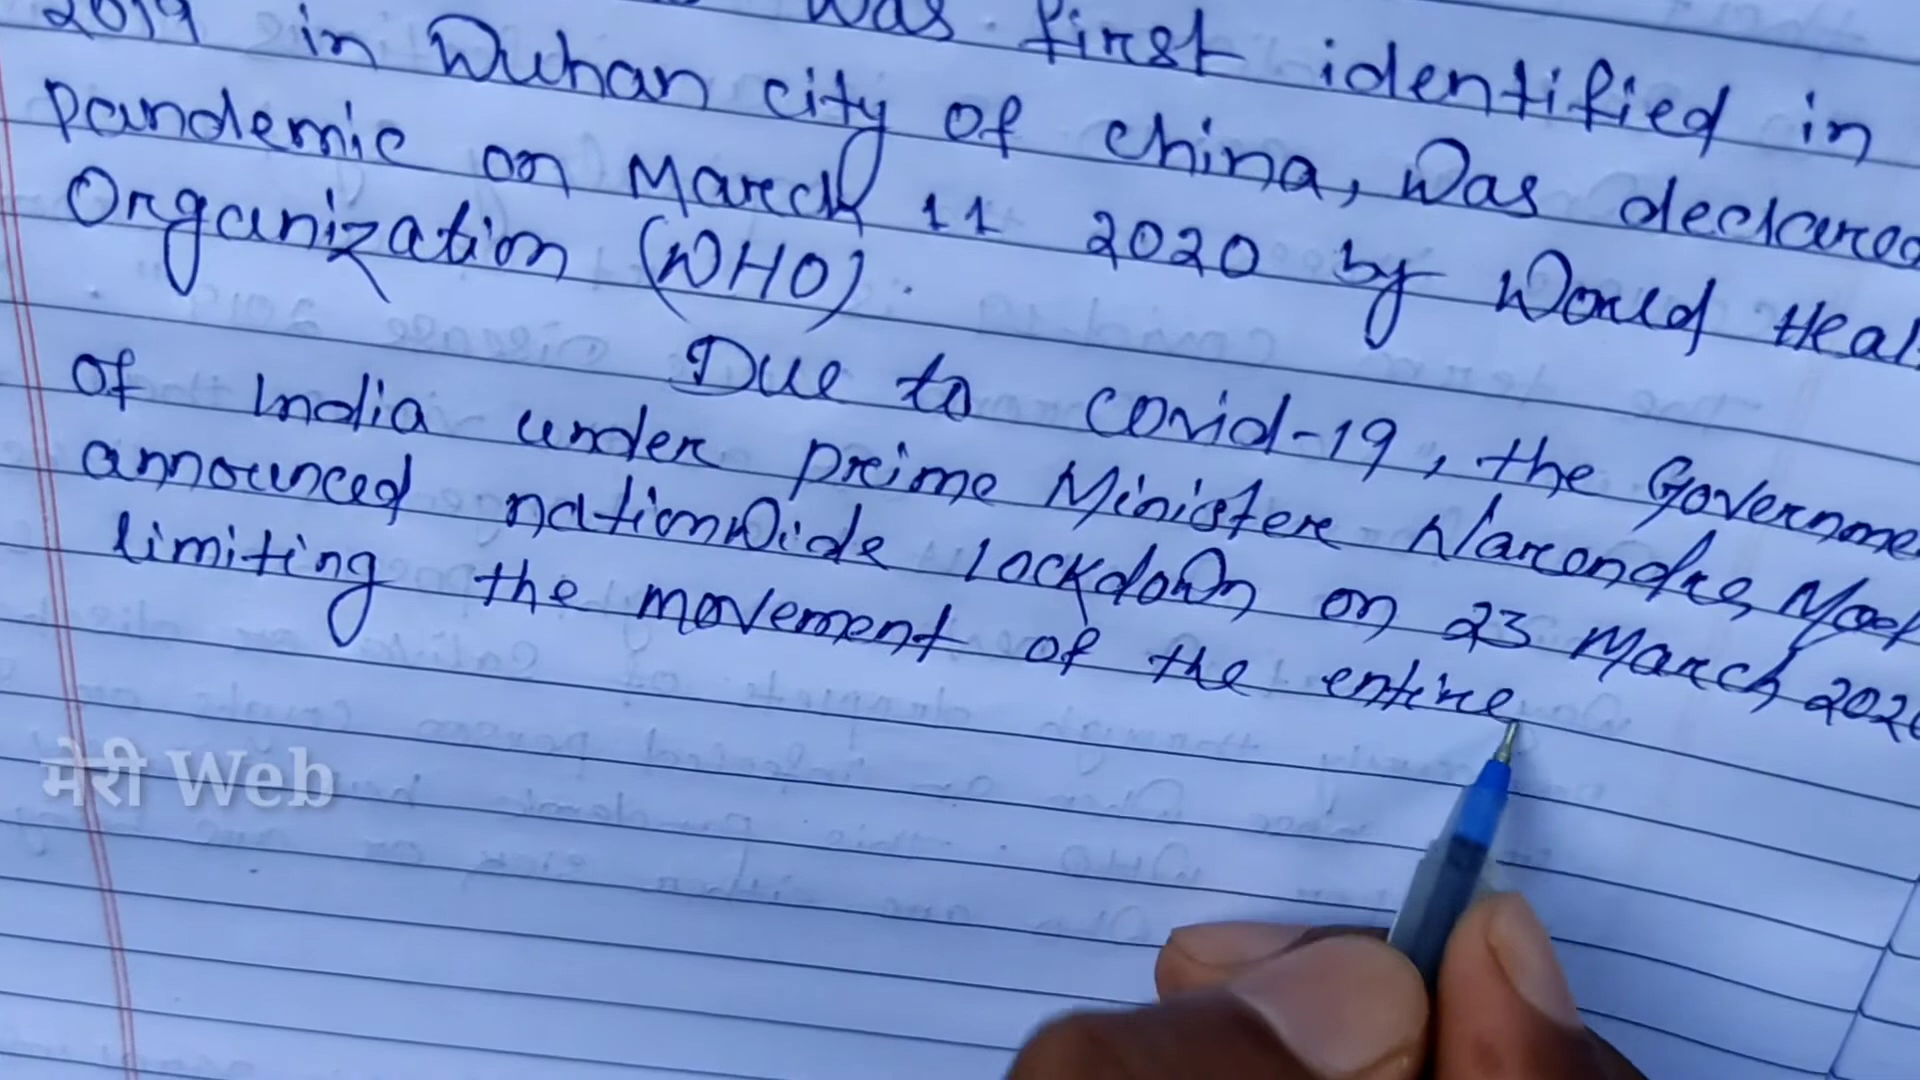 was first identified in
2019 in Wuhan city of china, was declared
pandemic on March 11 2020 by World Heal
Organization (WHO).
Due to covid-19, the Governme
of India under prime Minister Narendra Mod
announced nationwide lockdown on 23 March 2020
limiting the movement of the entire
मेरी Web